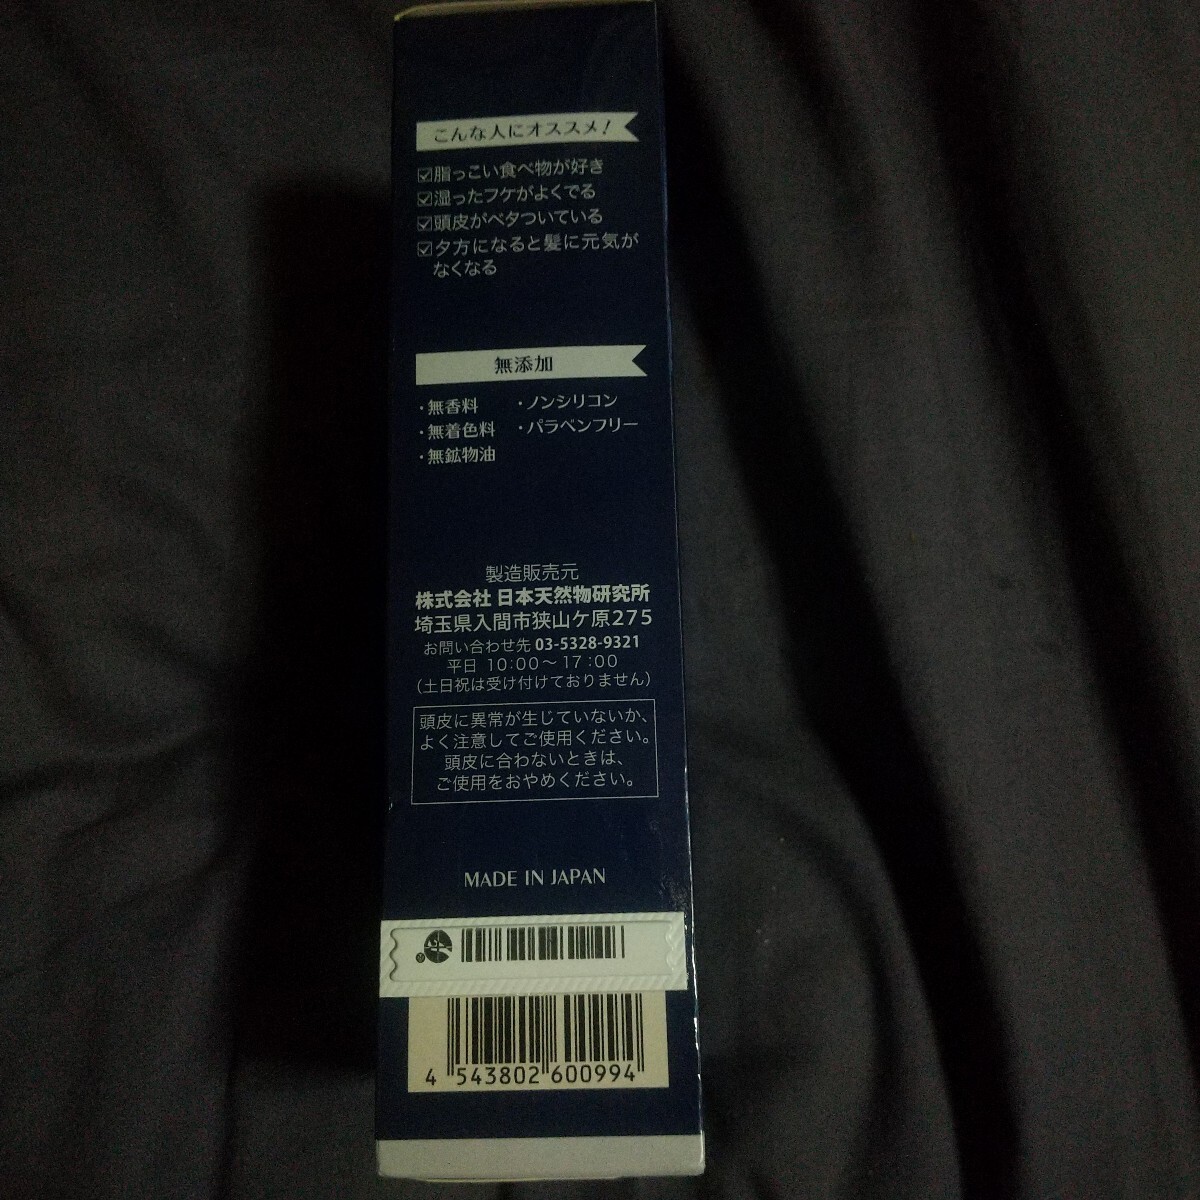 こんな人にオススメ!
☑脂っこい食べ物が好き
☑湿ったフケがよくでる
☑頭皮がベタついている
☑夕方になると髪に元気が
なくなる
無添加
・無香料 ・ノンシリコン
・無着色料 ・パラベンフリー
・無鉱物油
製造販売元
株式会社 日本天然物研究所
埼玉県入間市狭山ケ原275
お問い合わせ先 03-5328-9321
平日 10:00〜17:00
(土日祝は受け付けておりません)
頭皮に異常が生じていないか、
よく注意してご使用ください。
頭皮に合わないときは、
ご使用をおやめください。
MADE IN JAPAN
4 543802 600994